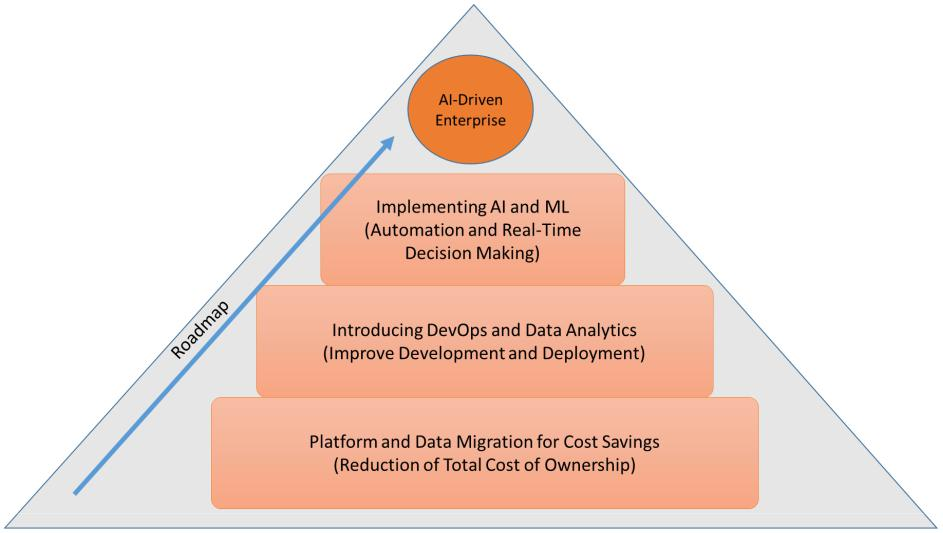 AI-Driven
Enterprise
Implementing AI and ML
(Automation and Real-Time
Decision Making)
Roadmap
Introducing DevOps and Data Analytics
(Improve Development and Deployment)
Platform and Data Migration for Cost Savings
(Reduction of Total Cost of Ownership)